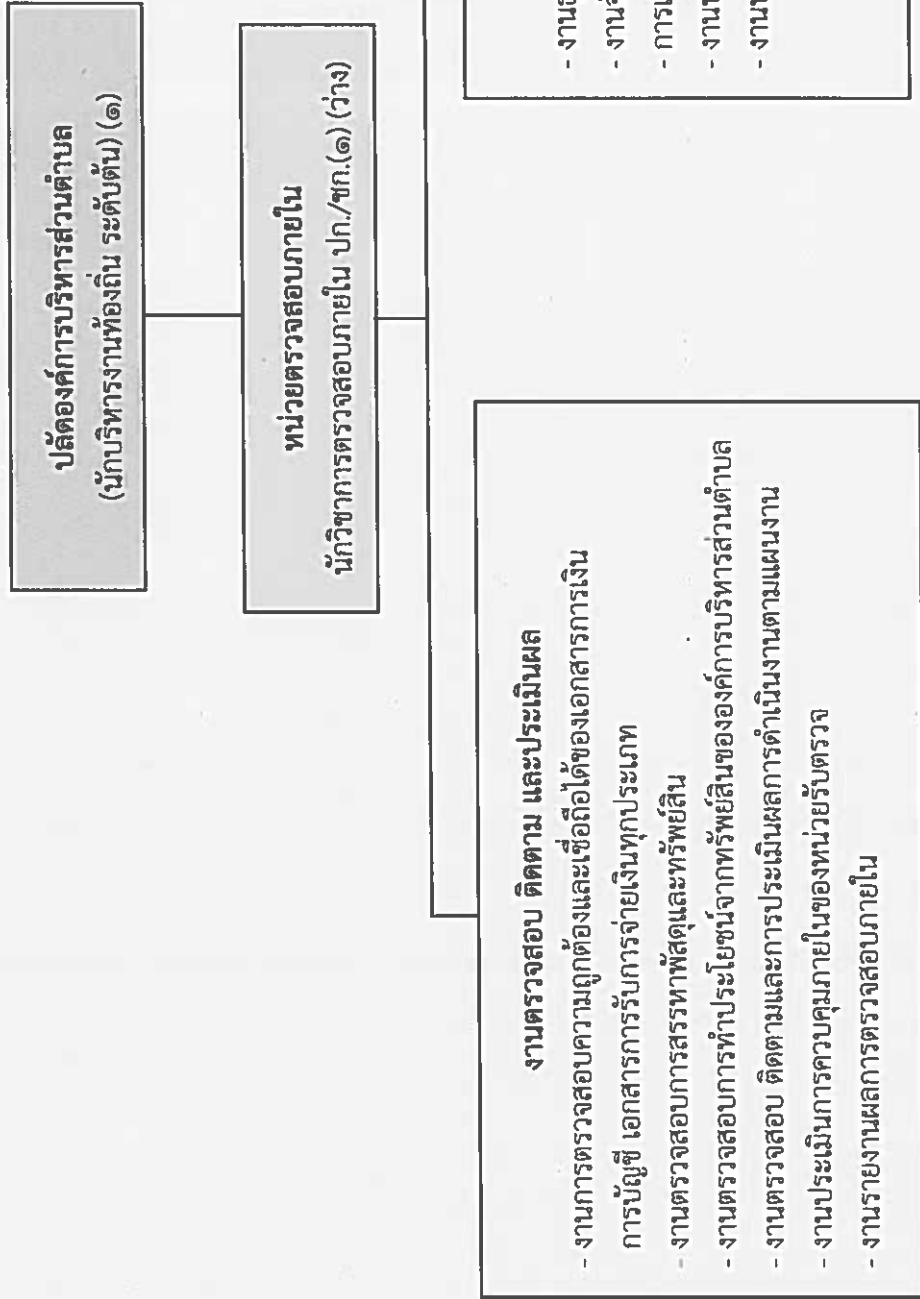 ปลัดองค์การบริหารส่วนตำบล
(นักบริหารงานท้องถิ่น ระดับต้น) (๑)
หน่วยตรวจสอบภายใน
นักวิชาการตรวจสอบภายใน ปก./ชก.(๑) (ว่าง)
งานตรวจสอบ ติดตาม และประเมินผล
- งานการตรวจสอบความถูกต้องและเชื่อถือได้ของเอกสารการเงิน
การบัญชี เอกสารการรับการจ่ายเงินทุกประเภท
- งานตรวจสอบการสรรหาพัสดุและทรัพย์สิน
- งานตรวจสอบการทำประโยชน์จากทรัพย์สินขององค์การบริหารส่วนตำบล
- งานตรวจสอบ ติดตามและการประเมินผลการดำเนินงานตามแผนงาน
- งานประเมินการควบคุมภายในของหน่วยรับตรวจ
- งานรายงานผลการตรวจสอบภายใน